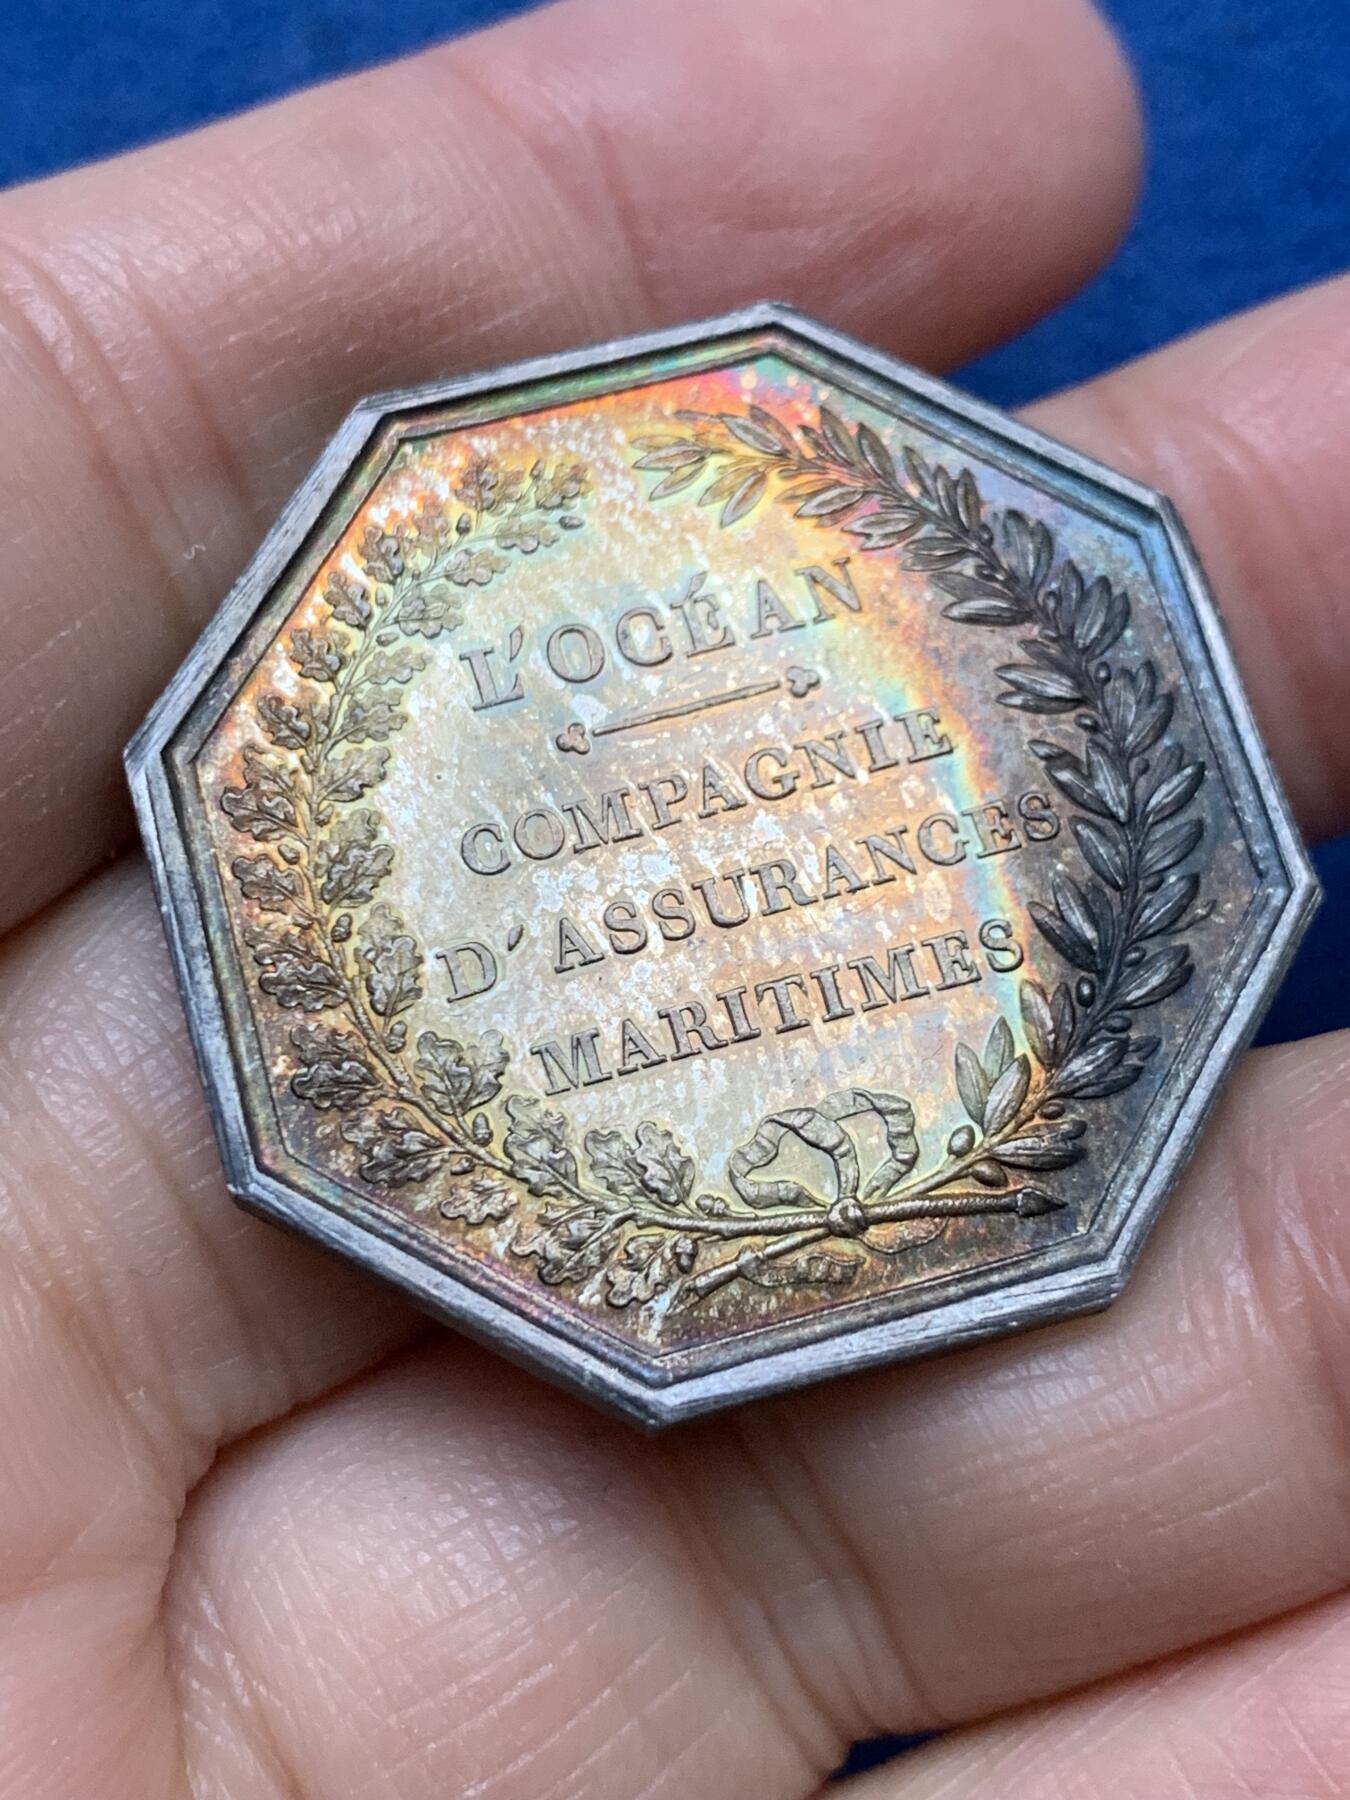 L'OCÉAN
COMPAGNIE
D'ASSURANCES
MARITIMES